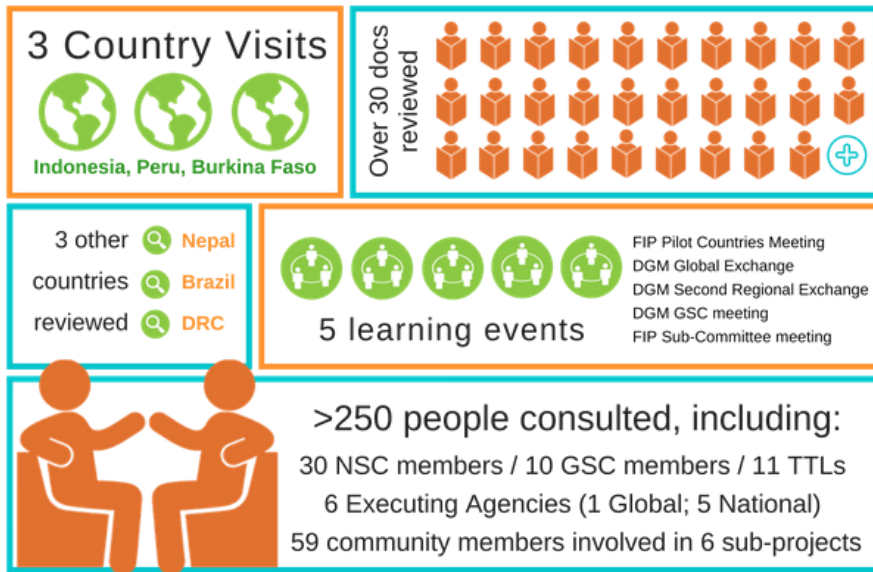 3 Country Visits
Indonesia, Peru, Burkina Faso
Over 30 docs
reviewed
3 other
countries
reviewed
Nepal
Brazil
DRC
5 learning events
FIP Pilot Countries Meeting
DGM Global Exchange
DGM Second Regional Exchange
DGM GSC meeting
FIP Sub-Committee meeting
>250 people consulted, including:
30 NSC members / 10 GSC members / 11 TTLs
6 Executing Agencies (1 Global; 5 National)
59 community members involved in 6 sub-projects